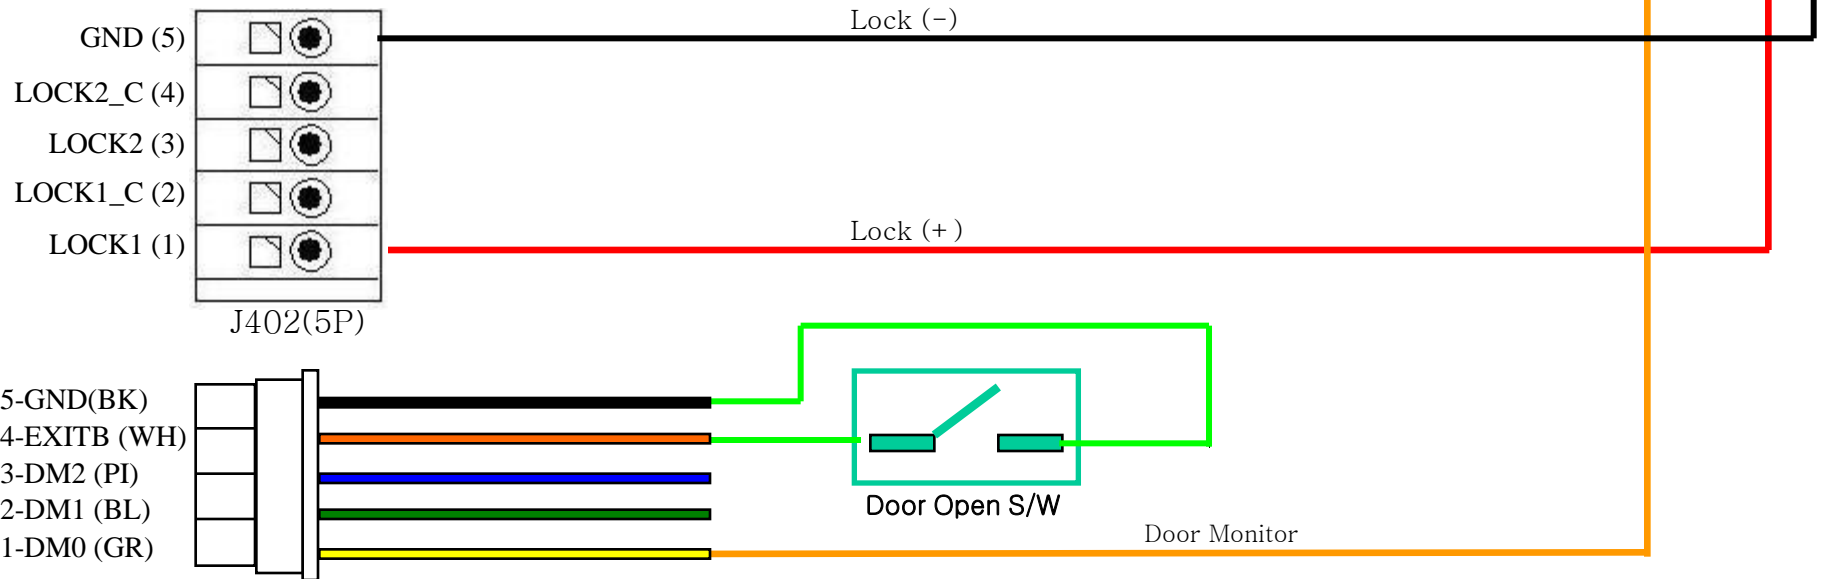 Lock (-)
GND (5)
LOCK2_C (4)
LOCK2 (3)
LOCK1_C (2)
LOCK1 (1)
Lock (+)
J402(5P)
5-GND(BK)
4-EXITB (WH)
3-DM2 (PI)
2-DM1 (BL)
1-DM0 (GR)
Door Open S/W
Door Monitor